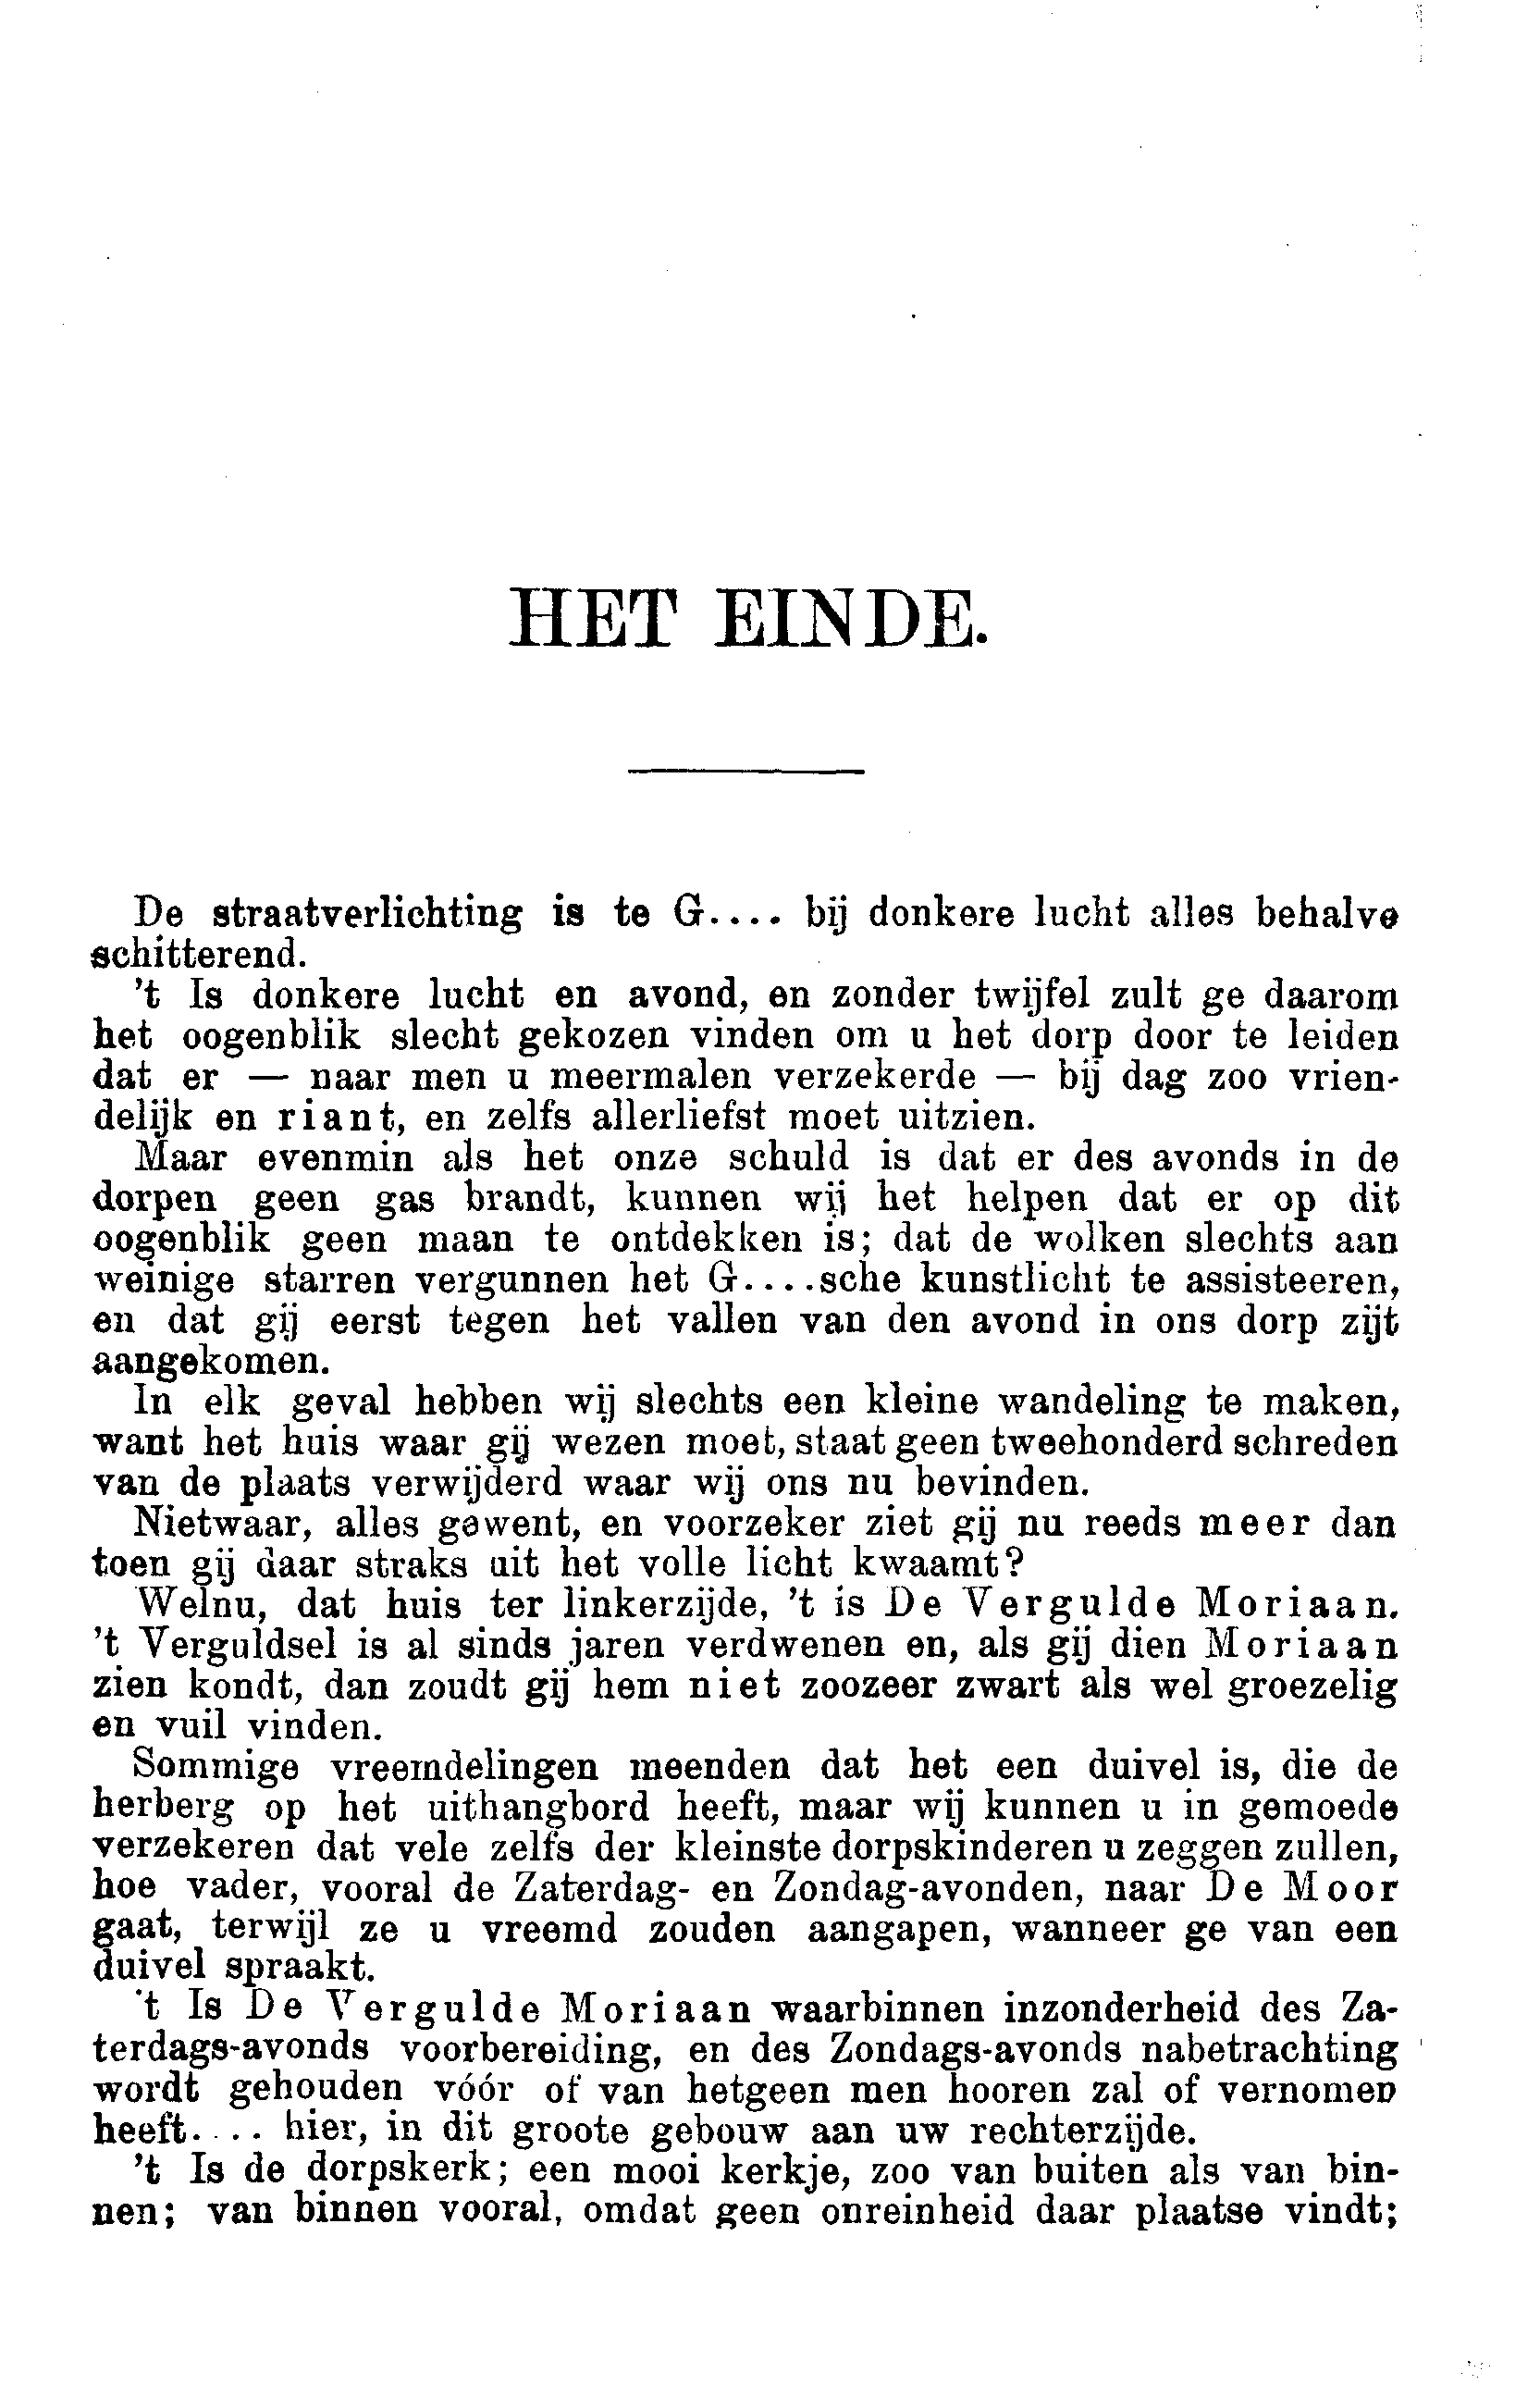 HET EINDE.
De straatverlichting is te G.... bij donkere lucht alles behalve
schitterend.
't Is donkere lucht en avond, en zonder twijfel zult ge daarom
het oogenblik slecht gekozen vinden om u het dorp door te leiden
dat er — naar men u meermalen verzekerde — bij dag zoo vrien-
delijk en riant, en zelfs allerliefst moet uitzien.
Maar evenmin als het onze schuld is dat er des avonds in de
dorpen geen gas brandt, kunnen wij het helpen dat er op dit
oogenblik geen maan te ontdekken is; dat de wolken slechts aan
weinige starren vergunnen het G....sche kunstlicht te assisteeren,
en dat gij eerst tegen het vallen van den avond in ons dorp zijt
aangekomen.
In elk geval hebben wij slechts een kleine wandeling te maken,
want het huis waar gij wezen moet, staat geen tweehonderd schreden
van de plaats verwijderd waar wij ons nu bevinden.
Nietwaar, alles gewent, en voorzeker ziet gij nu reeds meer dan
toen gij daar straks uit het volle licht kwaamt?
Welnu, dat huis ter linkerzijde, 't is De Vergulde Moriaan.
't Verguldsel is al sinds jaren verdwenen en, als gij dien Moriaan
zien kondt, dan zoudt gij hem niet zoozeer zwart als wel groezelig
en vuil vinden.
Sommige vreemdelingen meenden dat het een duivel is, die de
herberg op het uithangbord heeft, maar wij kunnen u in gemoede
verzekeren dat vele zelfs der kleinste dorpskinderen u zeggen zullen,
hoe vader, vooral de Zaterdag- en Zondag-avonden, naar De Moor
gaat, terwijl ze u vreemd zouden aangapen, wanneer ge van een
duivel spraakt.
't Is De Vergulde Moriaan waarbinnen inzonderheid des Za-
terdags-avonds voorbereiding, en des Zondags-avonds nabetrachting
wordt gehouden vóór of van hetgeen men hooren zal of vernomen
heeft.... hier, in dit groote gebouw aan uw rechterzijde.
't Is de dorpskerk; een mooi kerkje, zoo van buiten als van bin-
nen; van binnen vooral, omdat geen onreinheid daar plaatse vindt;